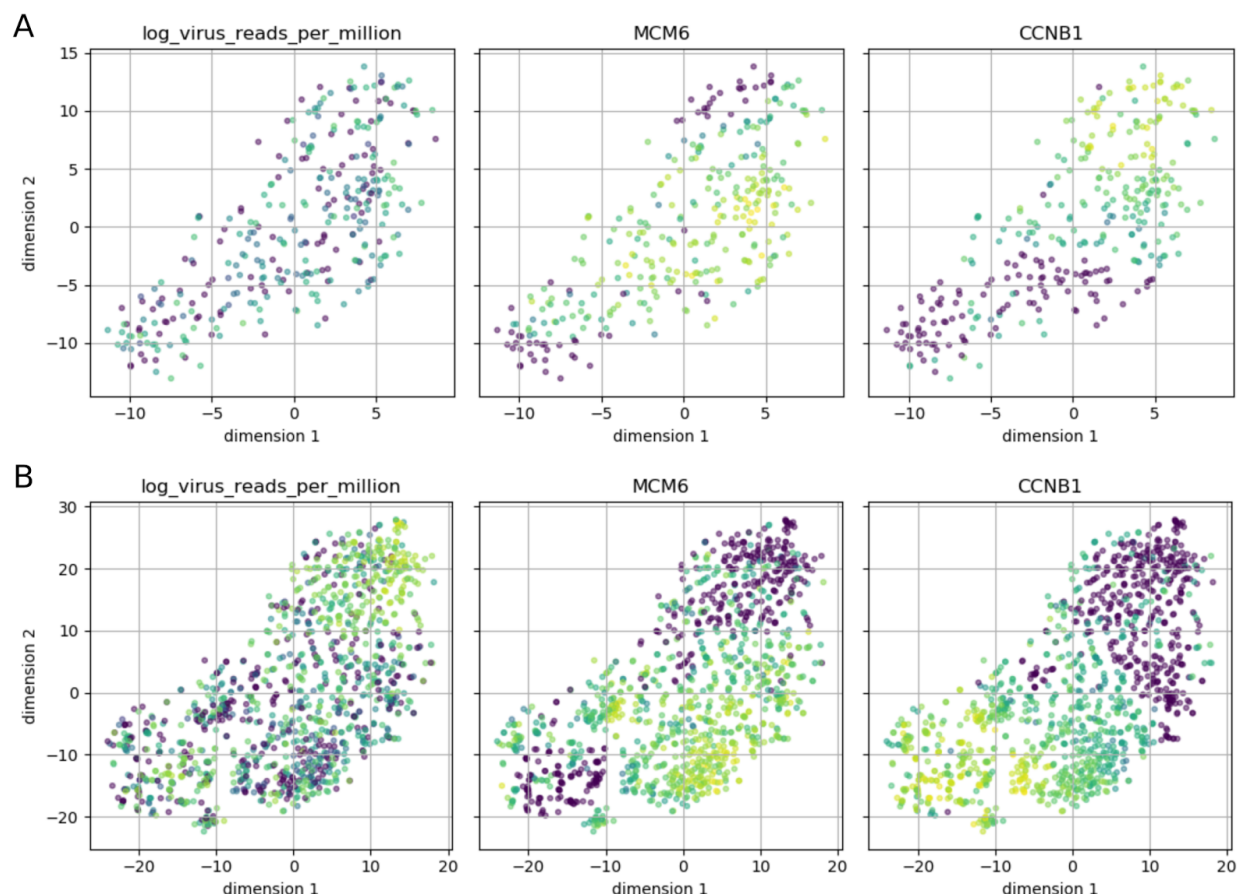 A
log_virus_reads_per_million MCM6 CCNB1
15
10
5
0
−5
−10
dimension 2
−10 −5 0 5 −10 −5 0 5 −10 −5 0 5
dimension 1 dimension 1 dimension 1
B
log_virus_reads_per_million MCM6 CCNB1
30
20
10
0
−10
−20
dimension 2
−20 −10 0 10 20 −20 −10 0 10 20 −20 −10 0 10 20
dimension 1 dimension 1 dimension 1